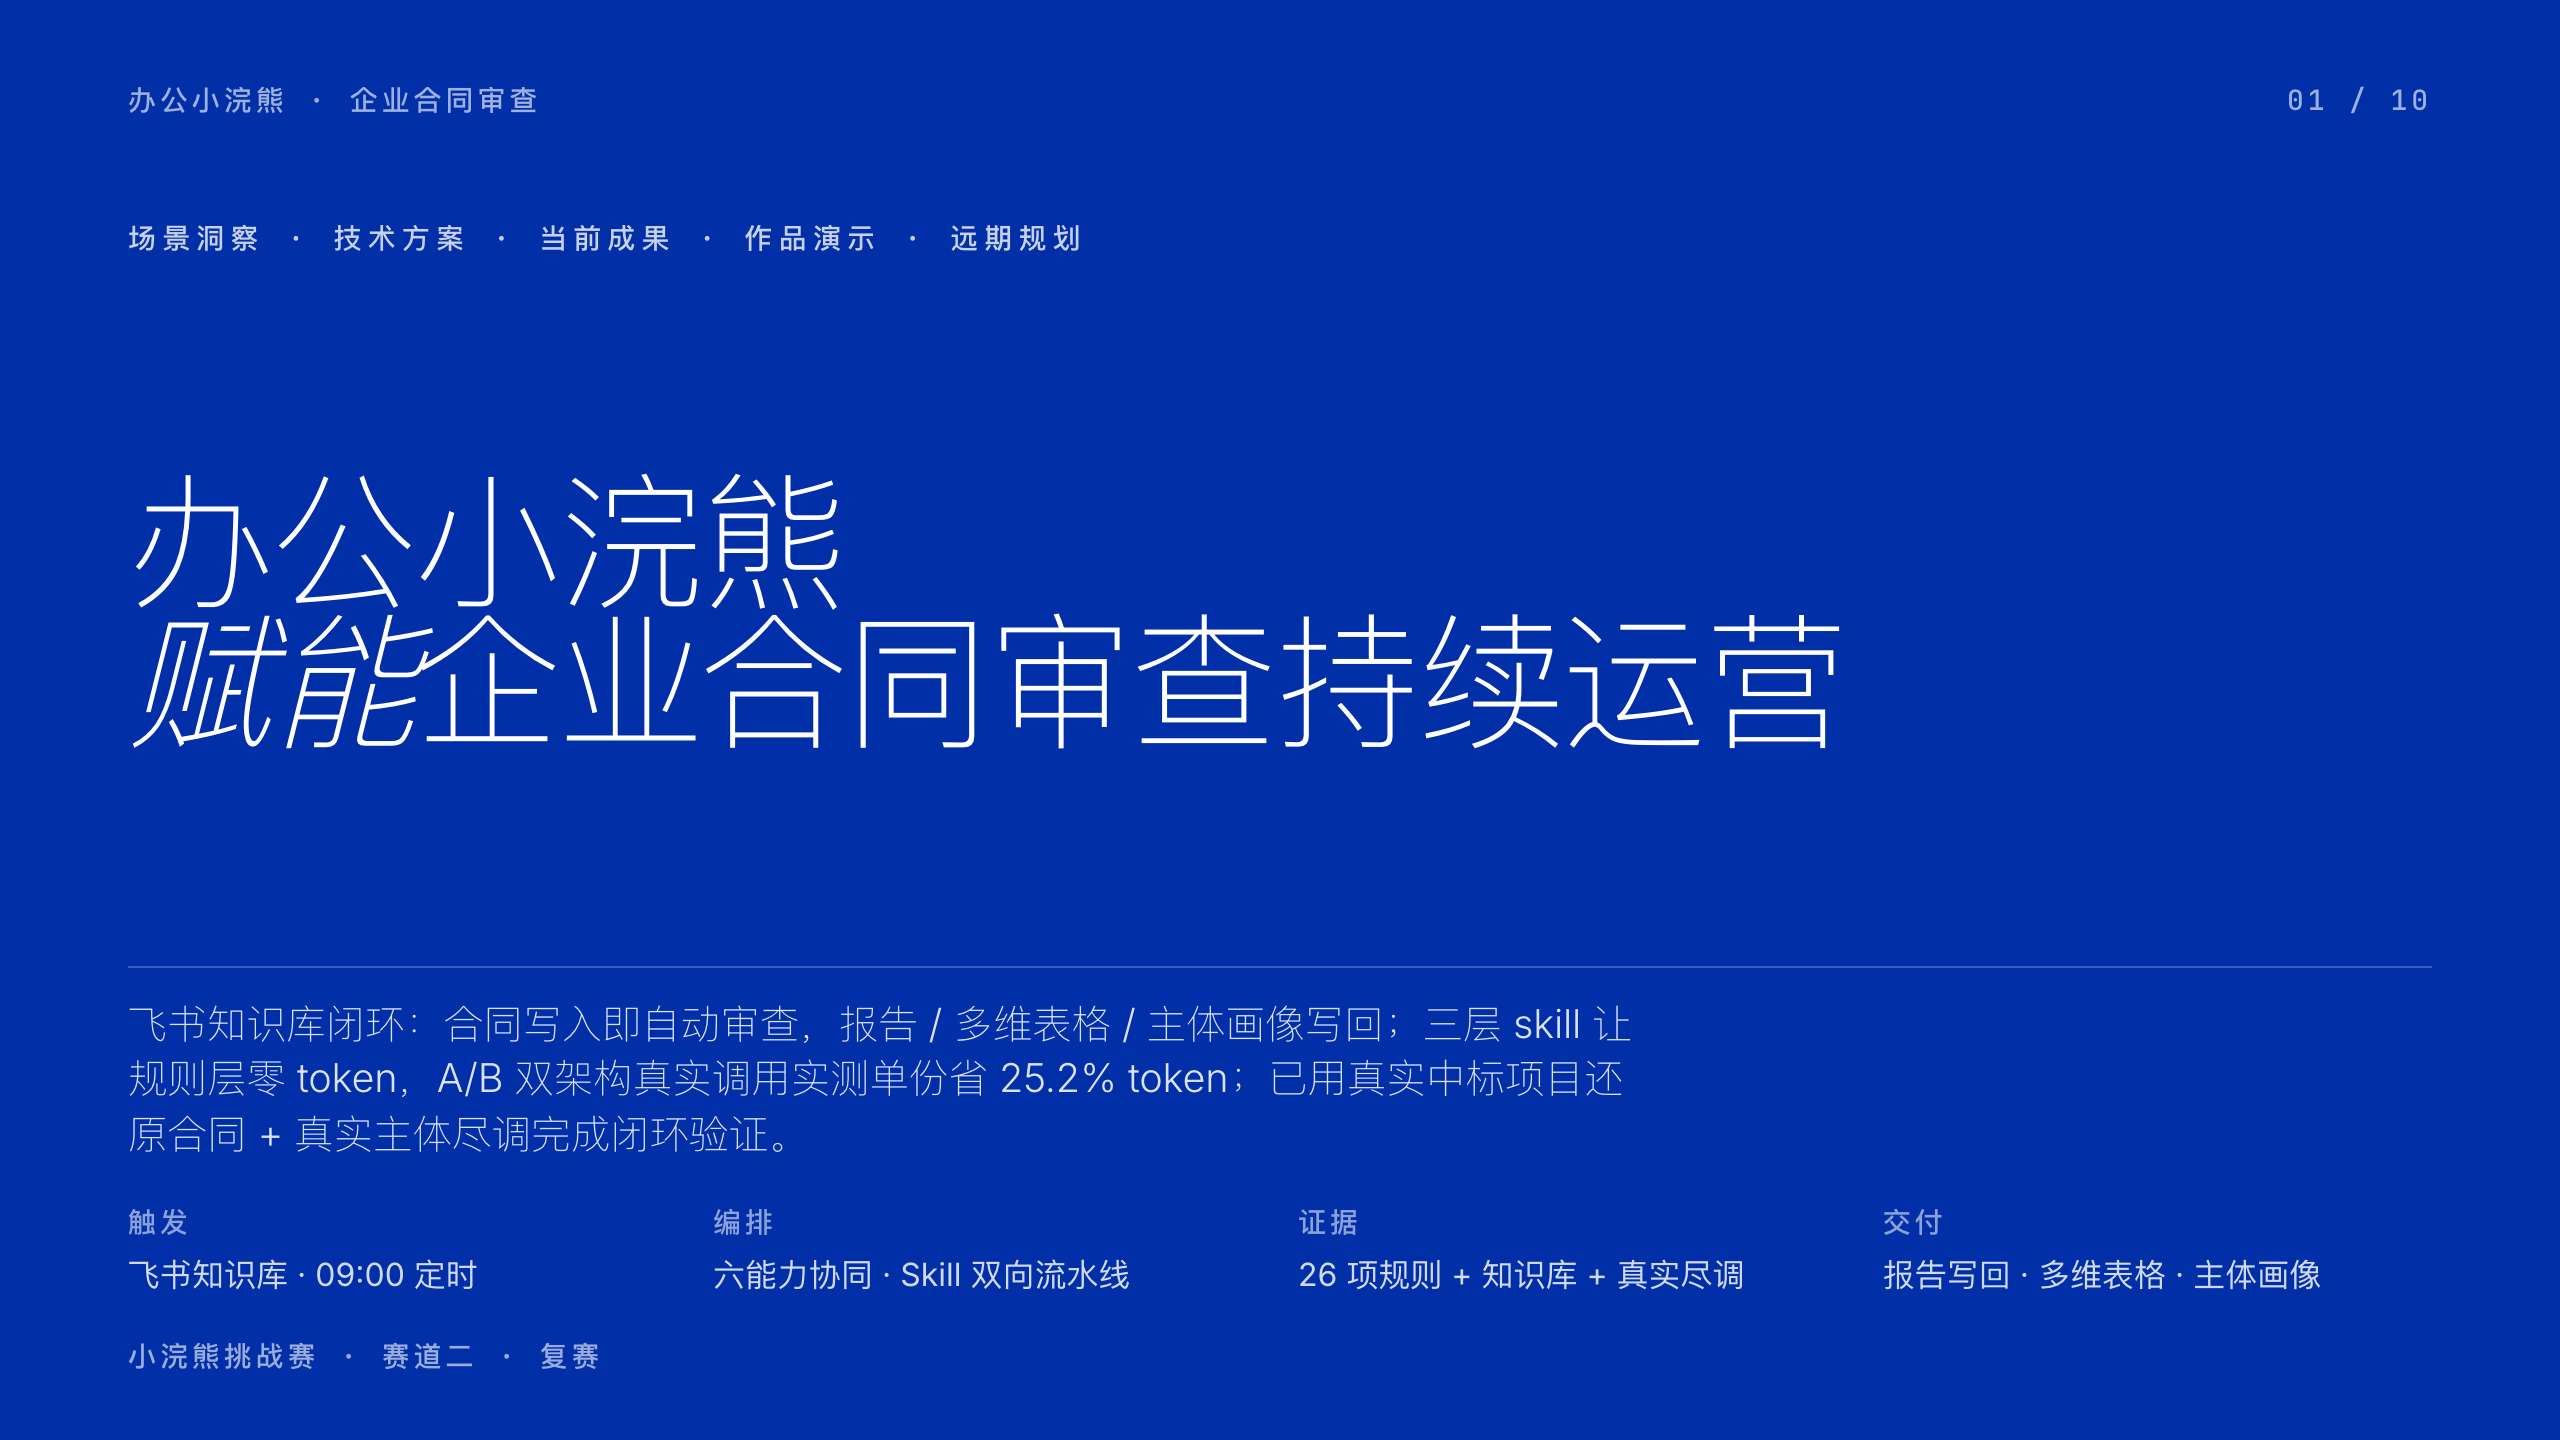 办公小浣熊 · 企业合同审查
01 / 10
场景洞察 · 技术方案 · 当前成果 · 作品演示 · 远期规划
办公小浣熊
赋能企业合同审查持续运营
飞书知识库闭环：合同写入即自动审查，报告 / 多维表格 / 主体画像写回；三层 skill 让
规则层零 token，A/B 双架构真实调用实测单份省 25.2% token；已用真实中标项目还
原合同 + 真实主体尽调完成闭环验证。
触发
飞书知识库 · 09:00 定时
编排
六能力协同 · Skill 双向流水线
证据
26 项规则 + 知识库 + 真实尽调
交付
报告写回 · 多维表格 · 主体画像
小浣熊挑战赛 · 赛道二 · 复赛